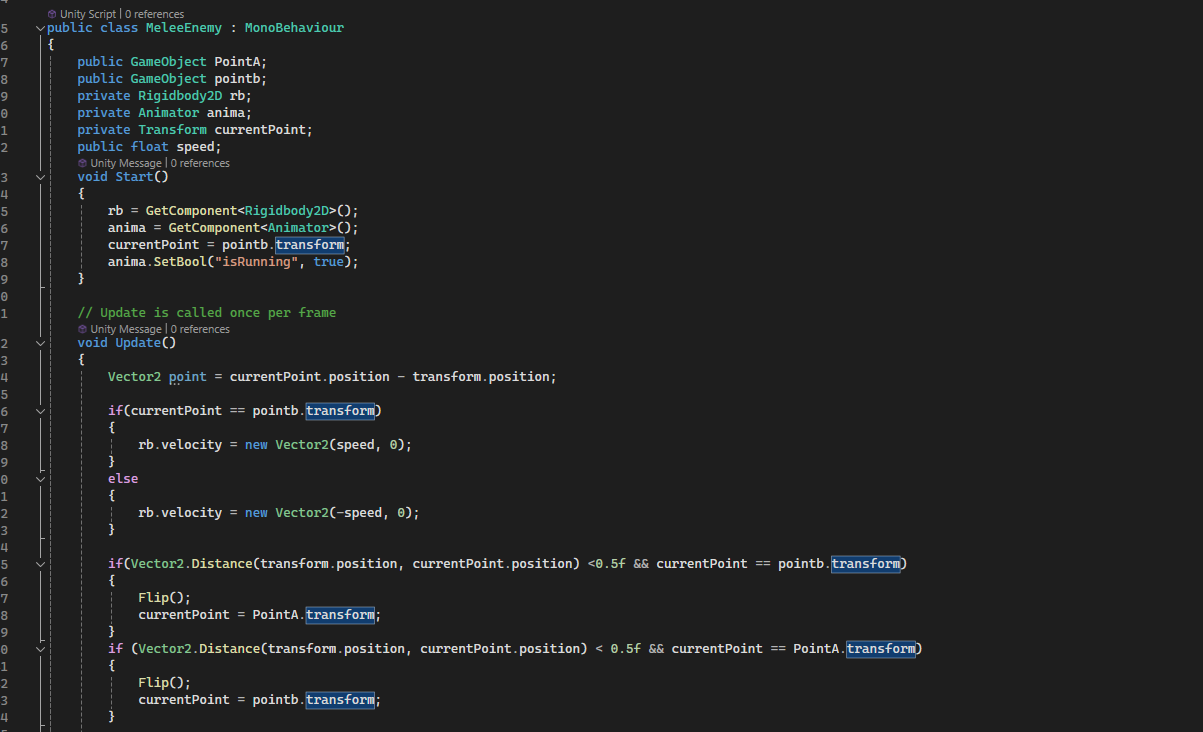 Unity Script | 0 references
5 public class MeleeEnemy : MonoBehaviour
6 {
7 public GameObject PointA;
8 public GameObject pointb;
9 private Rigidbody2D rb;
0 private Animator anima;
1 private Transform currentPoint;
2 public float speed;
Unity Message | 0 references
3 void Start()
4 {
5 rb = GetComponent<Rigidbody2D>();
6 anima = GetComponent<Animator>();
7 currentPoint = pointb.transform;
8 anima.SetBool("isRunning", true);
9 }
0
1 // Update is called once per frame
Unity Message | 0 references
2 void Update()
3 {
4 Vector2 point = currentPoint.position - transform.position;
5
6 if(currentPoint == pointb.transform)
7 {
8 rb.velocity = new Vector2(speed, 0);
9 }
0 else
1 {
2 rb.velocity = new Vector2(-speed, 0);
3 }
4
5 if(Vector2.Distance(transform.position, currentPoint.position) <0.5f && currentPoint == pointb.transform)
6 {
7 Flip();
8 currentPoint = PointA.transform;
9 }
0 if (Vector2.Distance(transform.position, currentPoint.position) < 0.5f && currentPoint == PointA.transform)
1 {
2 Flip();
3 currentPoint = pointb.transform;
4 }